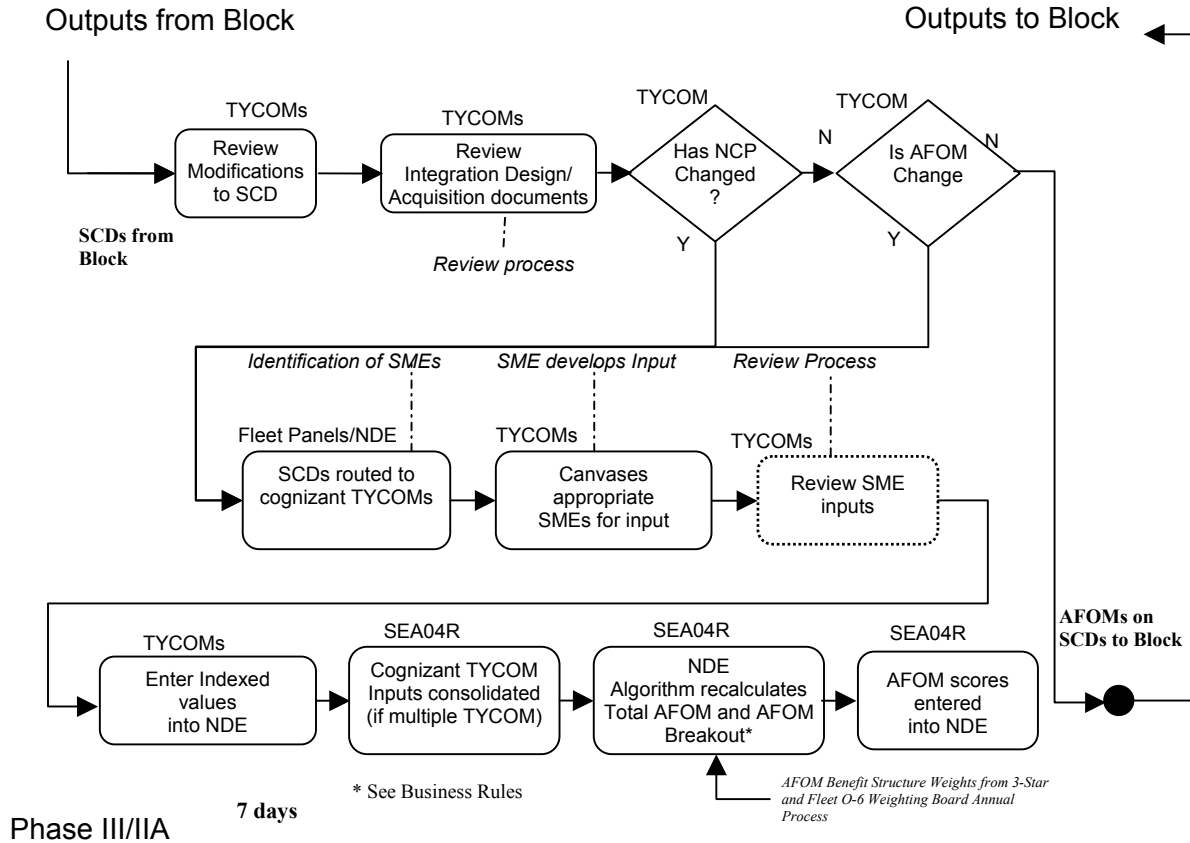 Outputs from Block
Outputs to Block
TYCOMs
Review
Modifications
to SCD
TYCOMs
Review
Integration Design/
Acquisition documents
TYCOM
Has NCP
Changed
?
N
Y
TYCOM
Is AFOM
Change
N
Y
SCDs from
Block
Review process
Identification of SMEs
SME develops Input
Review Process
Fleet Panels/NDE
SCDs routed to
cognizant TYCOMs
TYCOMs
Canvases
appropriate
SMEs for input
TYCOMs
Review SME
inputs
AFOMs on
SCDs to Block
TYCOMs
Enter Indexed
values
into NDE
SEA04R
Cognizant TYCOM
Inputs consolidated
(if multiple TYCOM)
SEA04R
NDE
Algorithm recalculates
Total AFOM and AFOM
Breakout*
SEA04R
AFOM scores
entered
into NDE
* See Business Rules
AFOM Benefit Structure Weights from 3-Star
and Fleet O-6 Weighting Board Annual
Process
7 days
Phase III/IIA